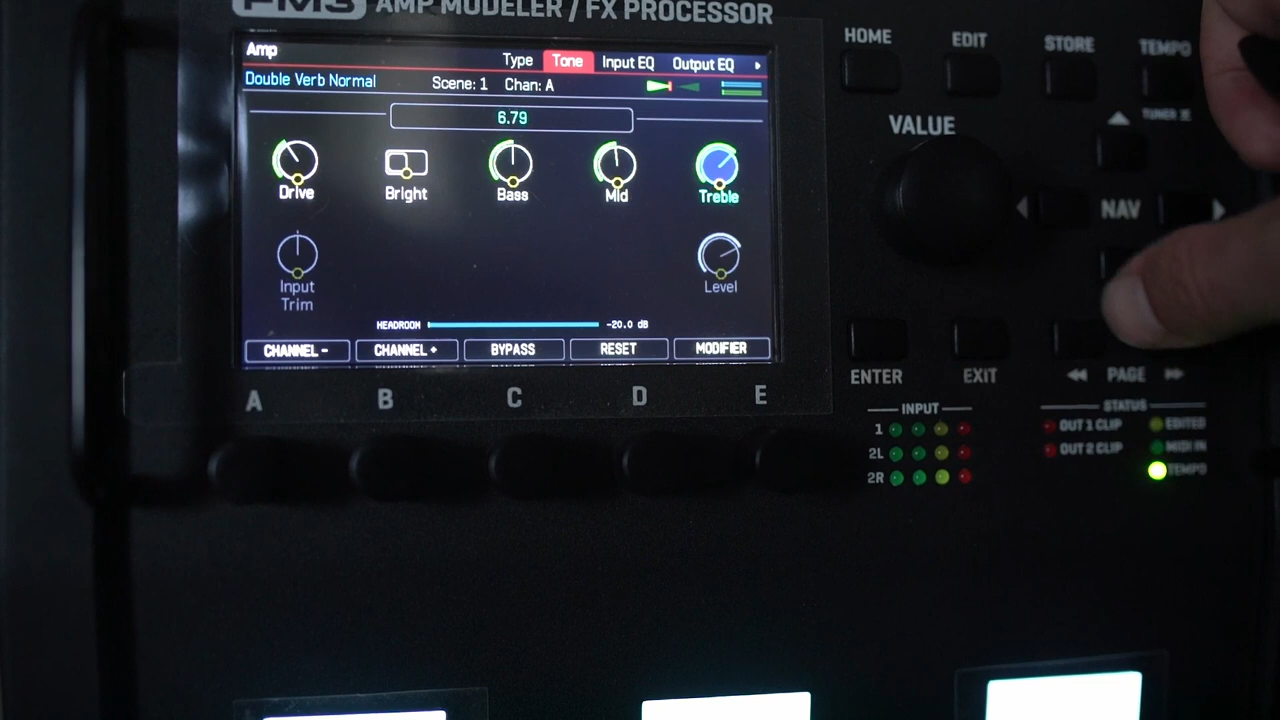 FM3 AMP MODELER / FX PROCESSOR
Amp
Type Tone Input EQ Output EQ
Double Verb Normal Scene: 1 Chan: A
6.79
Drive Bright Bass Mid Treble
Input Trim Level
HEADROOM -20.0 dB
CHANNEL - CHANNEL + BYPASS RESET MODIFIER
A B C D E
HOME EDIT STORE TEMPO
TUNER
VALUE
NAV
ENTER EXIT PAGE
INPUT
1
2L
2R
STATUS
OUT 1 CLIP EDITED
OUT 2 CLIP MIDI IN
TEMPO